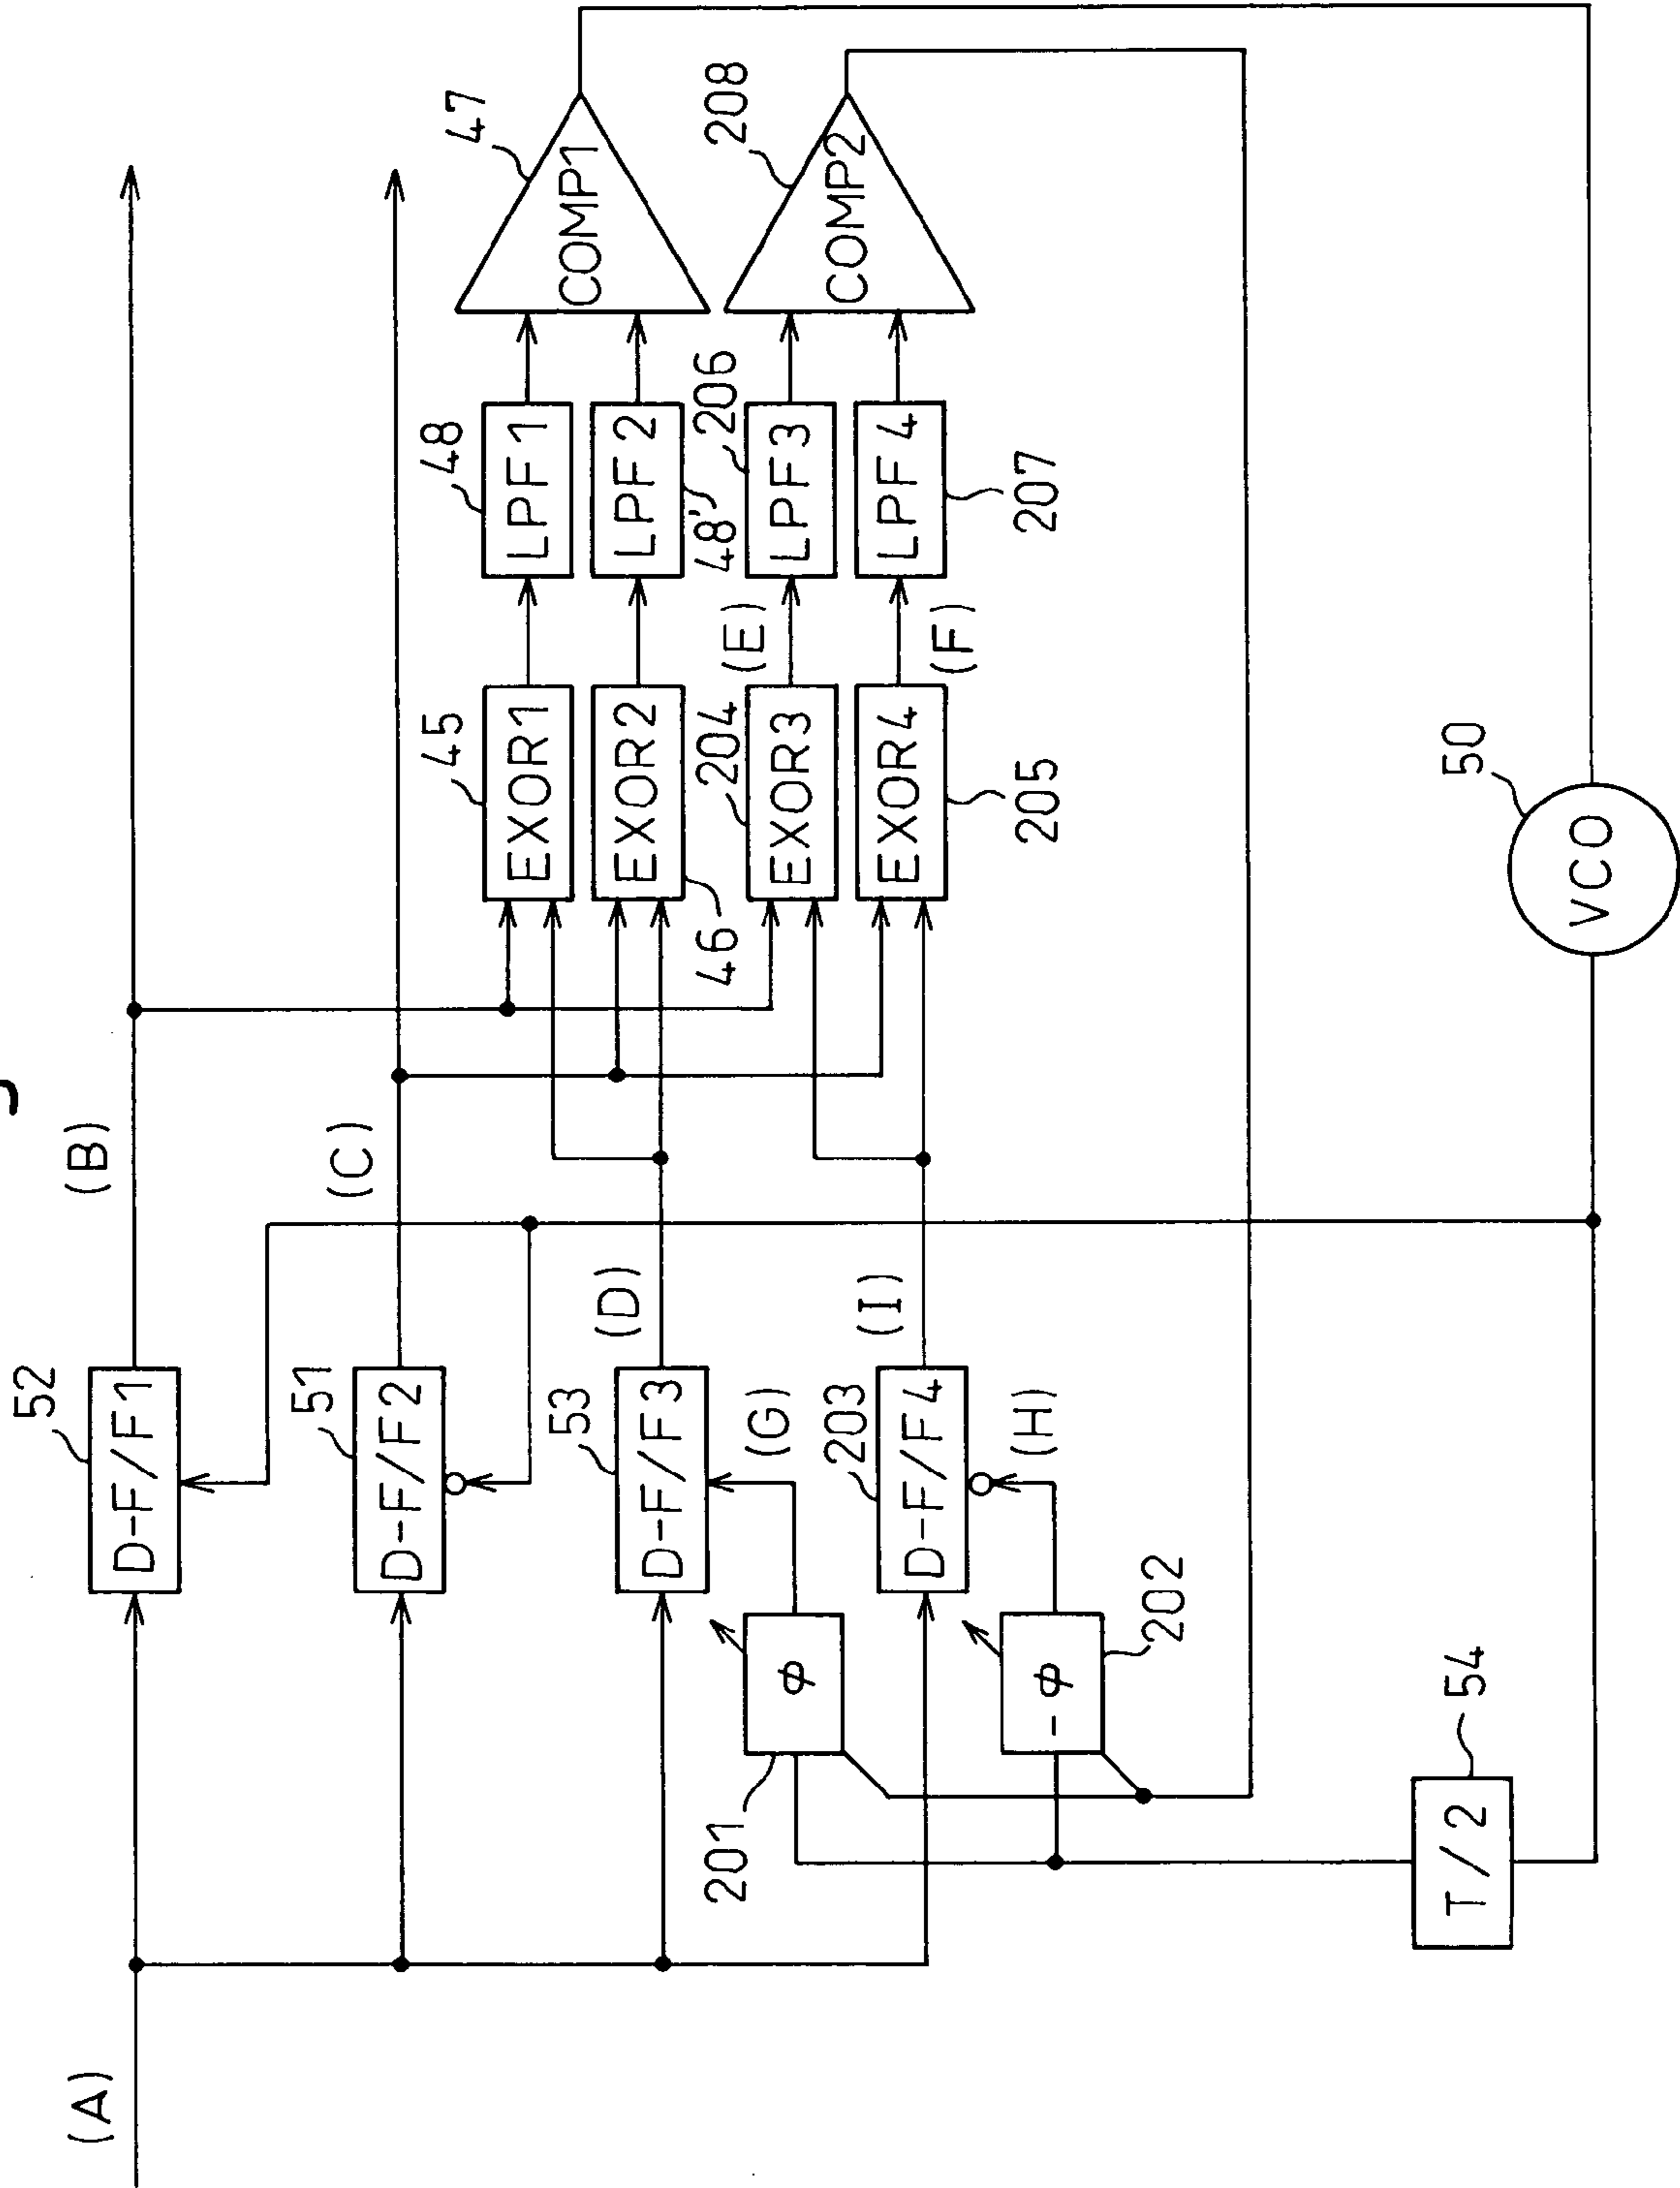 (A)
(B)
52
D-F/F1
(C)
51
D-F/F2
45
EXOR1
48
LPF1
47
COMP1
46
EXOR2
48'
LPF2
(D)
53
D-F/F3
204
EXOR3
(E)
206
LPF3
208
COMP2
201
φ
(G)
203
D-F/F4
(I)
205
EXOR4
(F)
207
LPF4
202
-φ
(H)
54
T/2
50
VCO